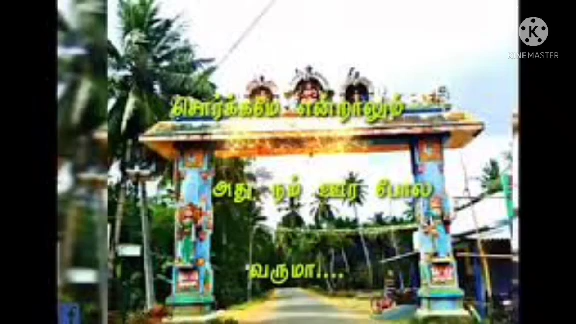 சொர்க்கமே என்றாலும்
அது நம் ஊர போல
வருமா....
KINEMASTER